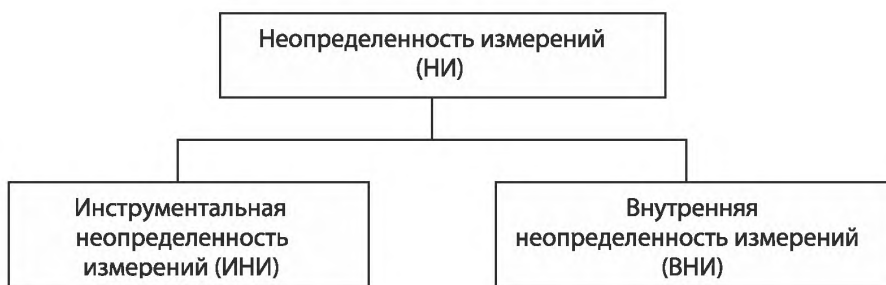 Неопределенность измерений
(НИ)
Инструментальная
неопределенность
измерений (ИНИ)
Внутренняя
неопределенность измерений
(ВНИ)